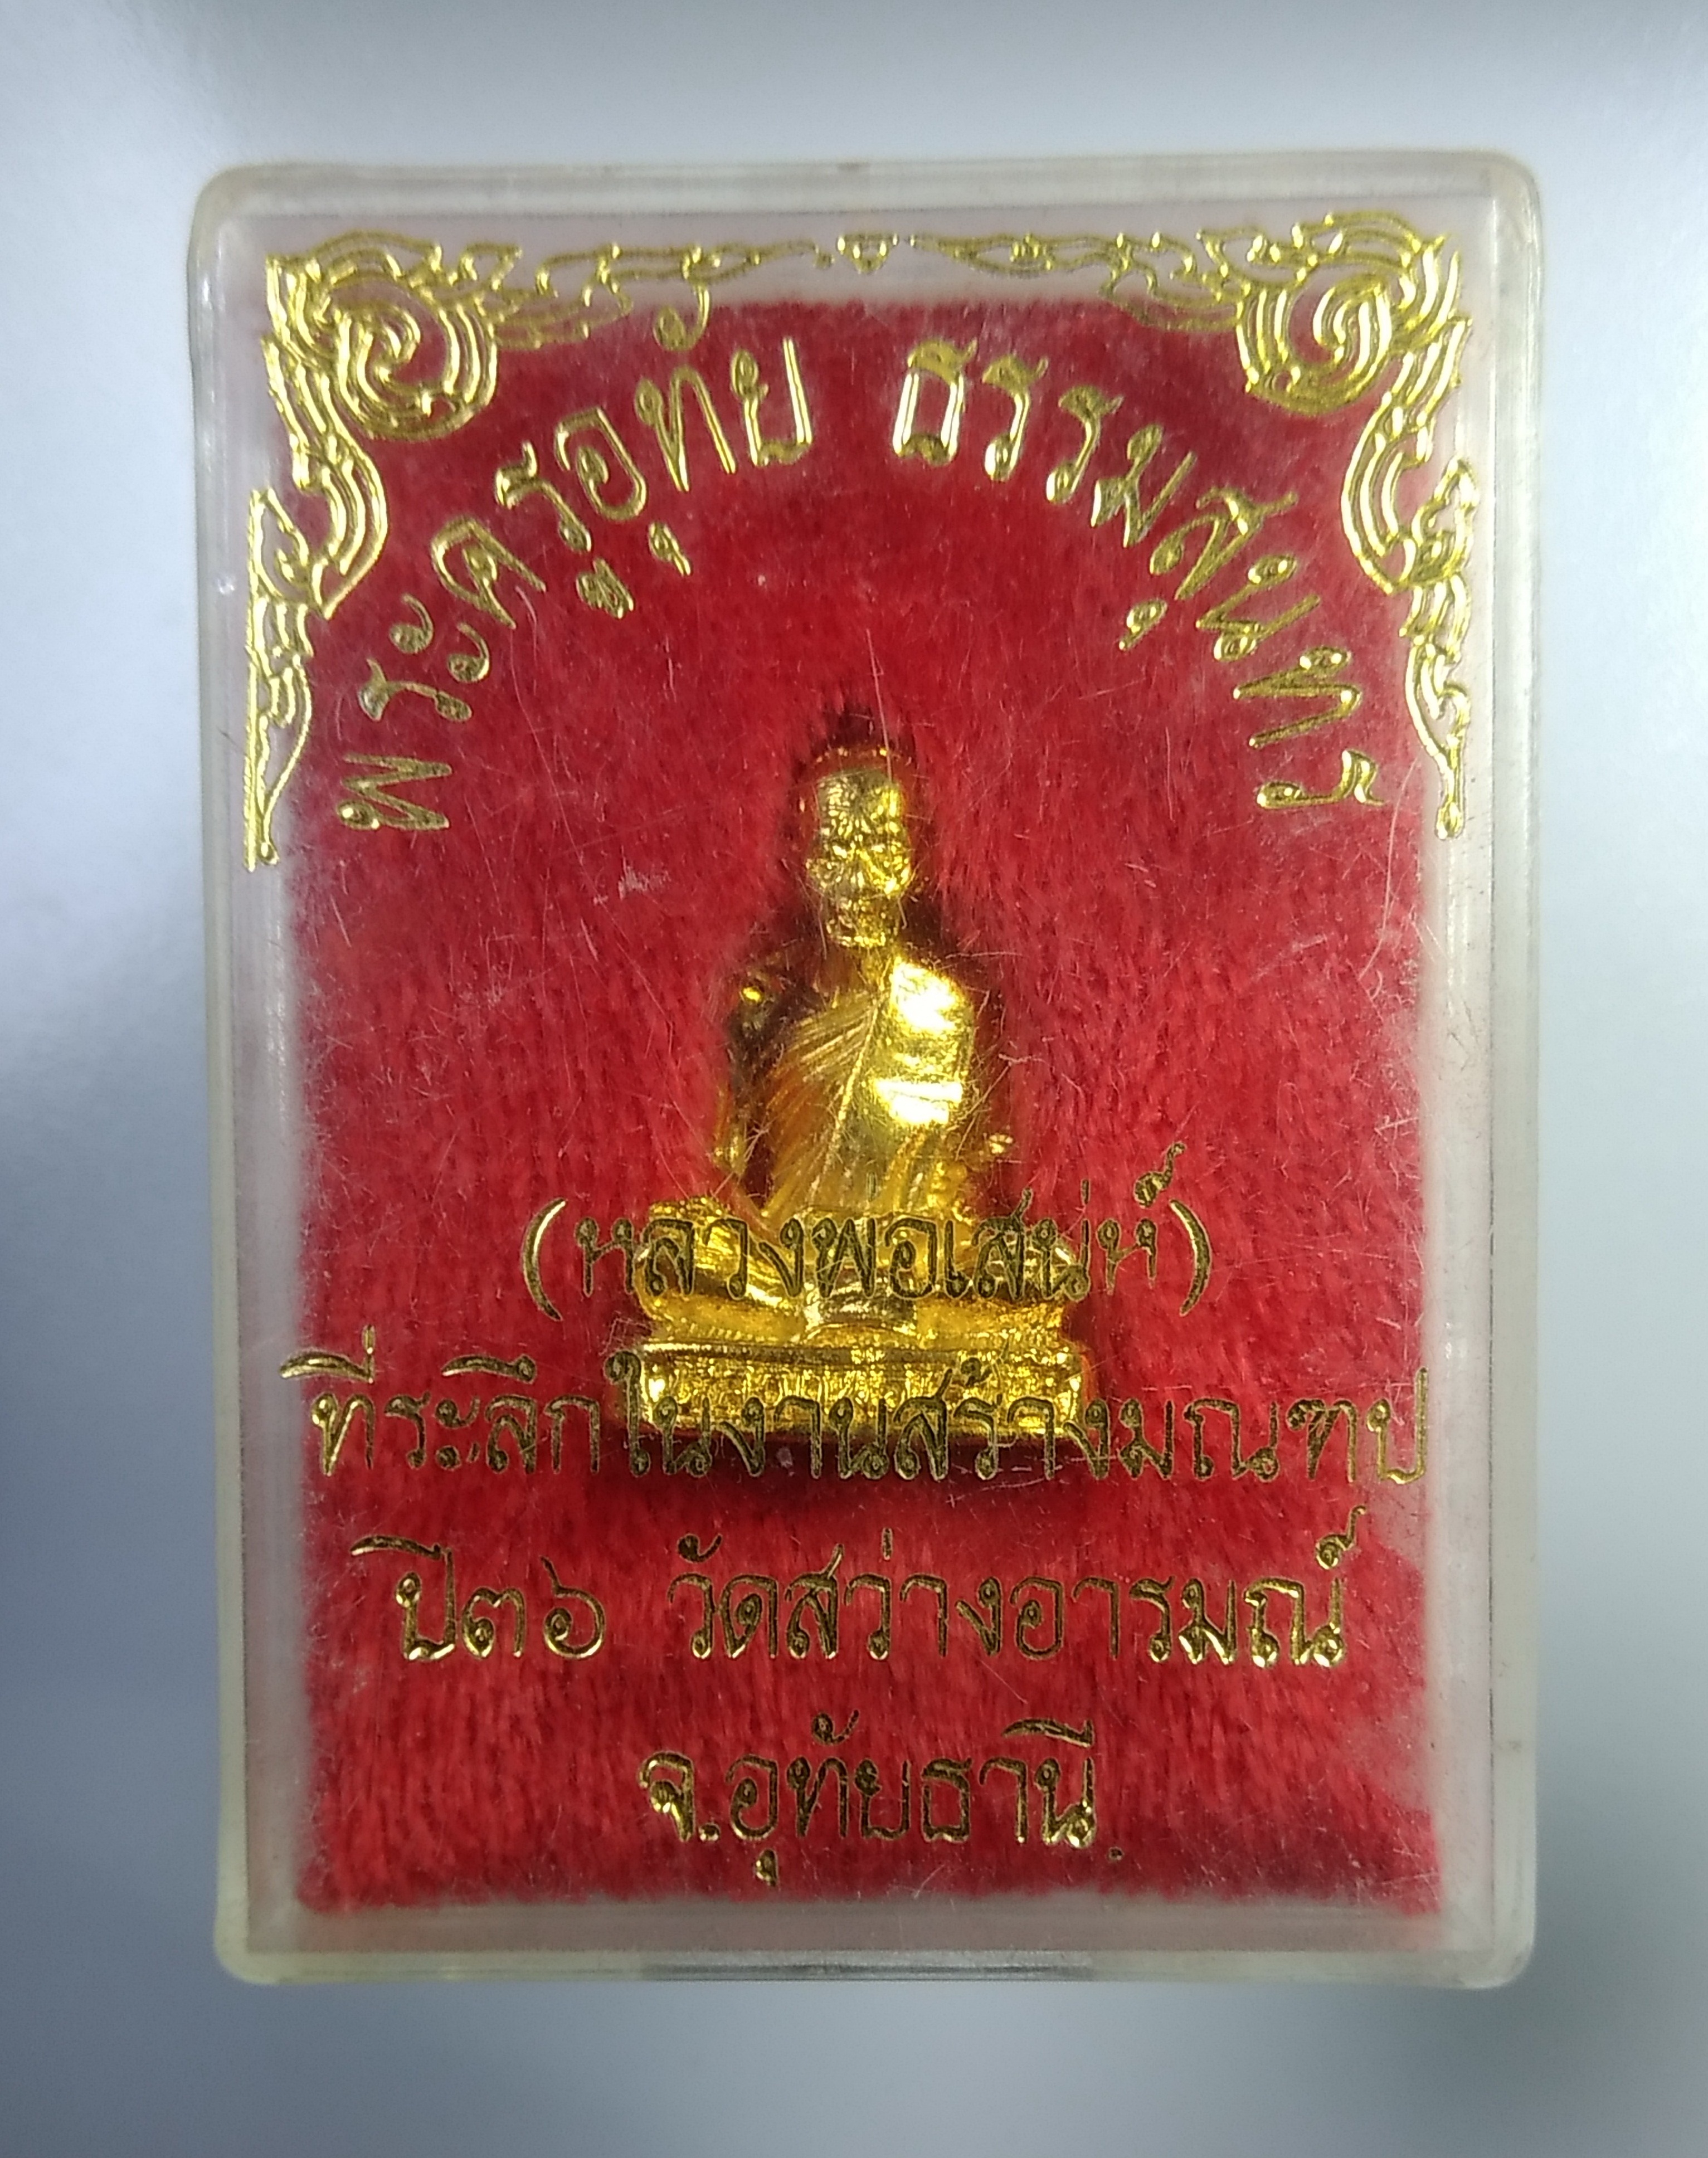 พระครูอุทัย ธรรมสุนทร
(หลวงพ่อเสน่ห์)
ที่ระลึกในงานสร้างมณฑป
ปี๓๖ วัดสว่างอารมณ์
จ.อุทัยธานี.